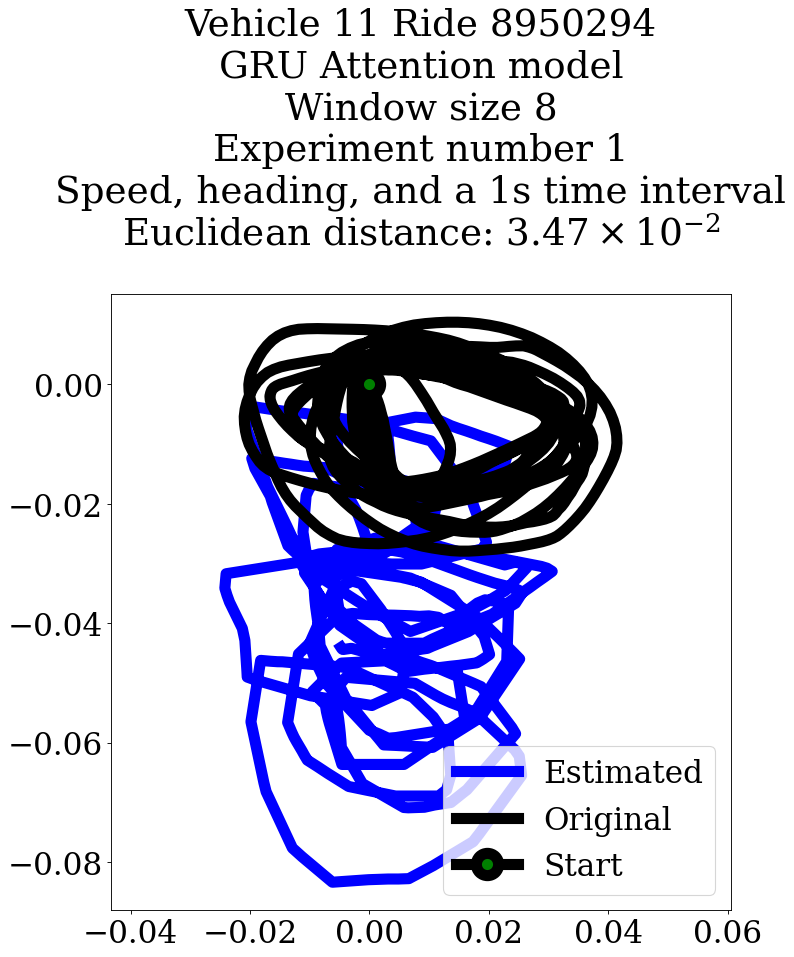 Vehicle 11 Ride 8950294
GRU Attention model
Window size 8
Experiment number 1
Speed, heading, and a 1s time interval
Euclidean distance: 3.47 × 10⁻²
0.00
−0.02
−0.04
−0.06
−0.08
Estimated
Original
Start
−0.04 −0.02 0.00 0.02 0.04 0.06